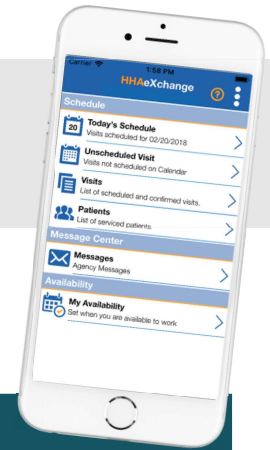 Carrier 1:58 PM
HHAeXchange
?
Schedule
20
Today's Schedule
Visits scheduled for 02/20/2018
Unscheduled Visit
Visits not scheduled on Calendar
Visits
List of scheduled and confirmed visits.
Patients
List of serviced patients.
Message Center
Messages
Agency Messages
Availability
My Availability
Set when you are available to work